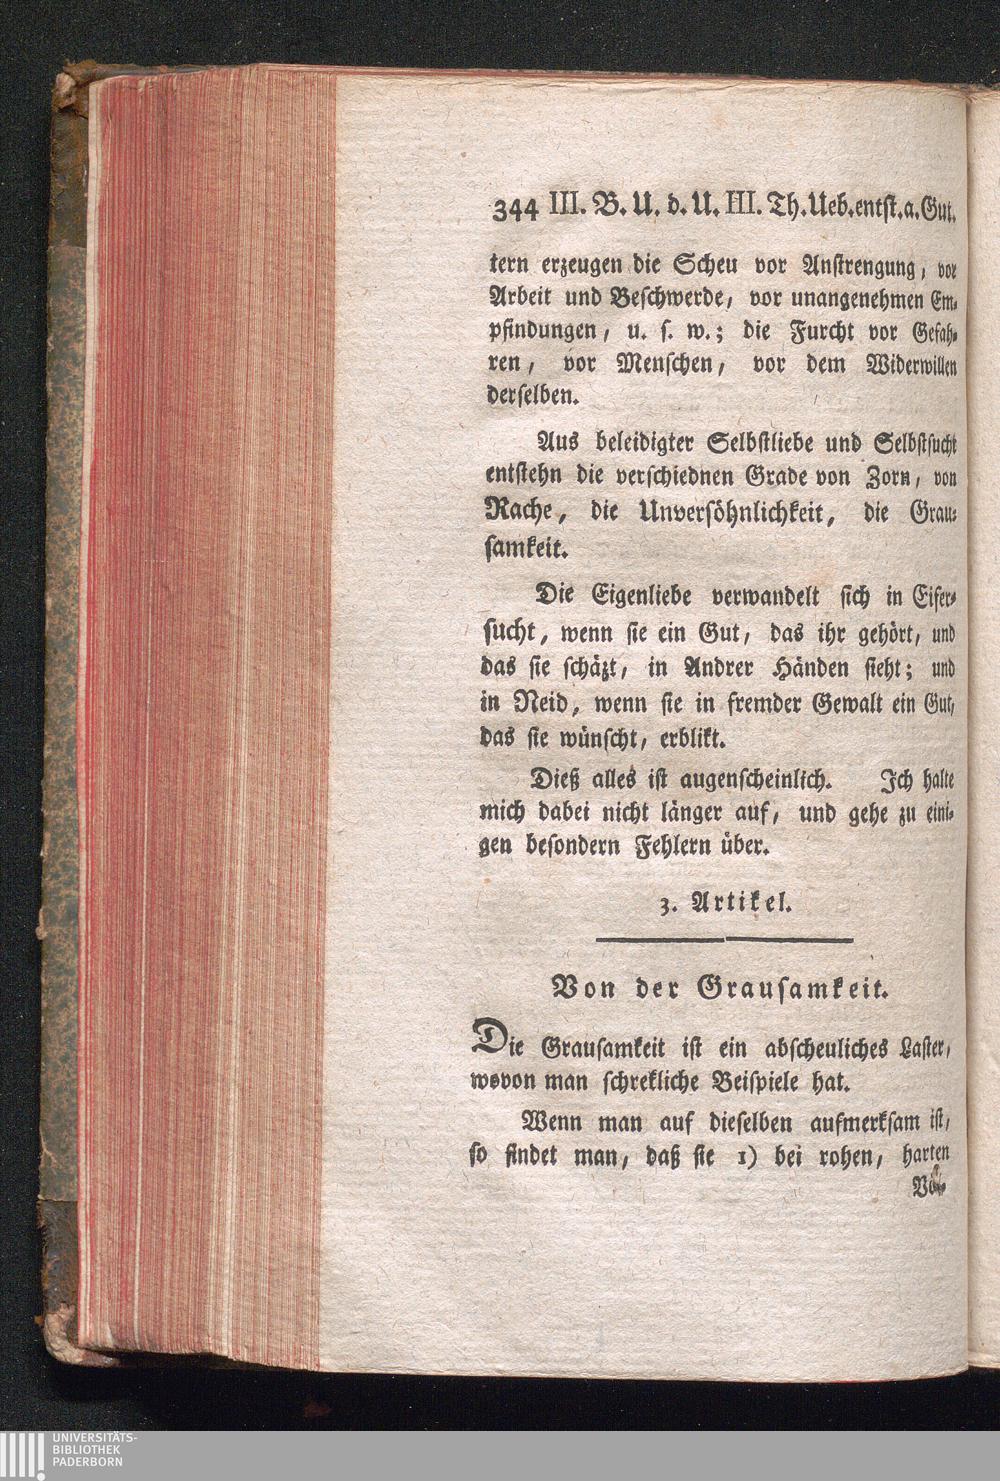 344 III. B. U. d. U. III. Th. Ueb. entst. a. Gut.
tern erzeugen die Scheu vor Anstrengung, vor
Arbeit und Beschwerde, vor unangenehmen Em-
pfindungen, u. s. w.; die Furcht vor Gefah-
ren, vor Menschen, vor dem Widerwillen
derselben.
Aus beleidigter Selbstliebe und Selbstsucht
entstehn die verschiednen Grade von Zorn, von
Rache, die Unversöhnlichkeit, die Grau-
samkeit.
Die Eigenliebe verwandelt sich in Eifer-
sucht, wenn sie ein Gut, das ihr gehört, und
das sie schäzt, in Andrer Händen sieht; und
in Neid, wenn sie in fremder Gewalt ein Gut,
das sie wünscht, erblikt.
Dieß alles ist augenscheinlich. Ich halte
mich dabei nicht länger auf, und gehe zu eini-
gen besondern Fehlern über.
3. Artikel.
Von der Grausamkeit.
Die Grausamkeit ist ein abscheuliches Laster,
wovon man schrekliche Beispiele hat.
Wenn man auf dieselben aufmerksam ist,
so findet man, daß sie 1) bei rohen, harten
UNIVERSITÄTS-
BIBLIOTHEK
PADERBORN